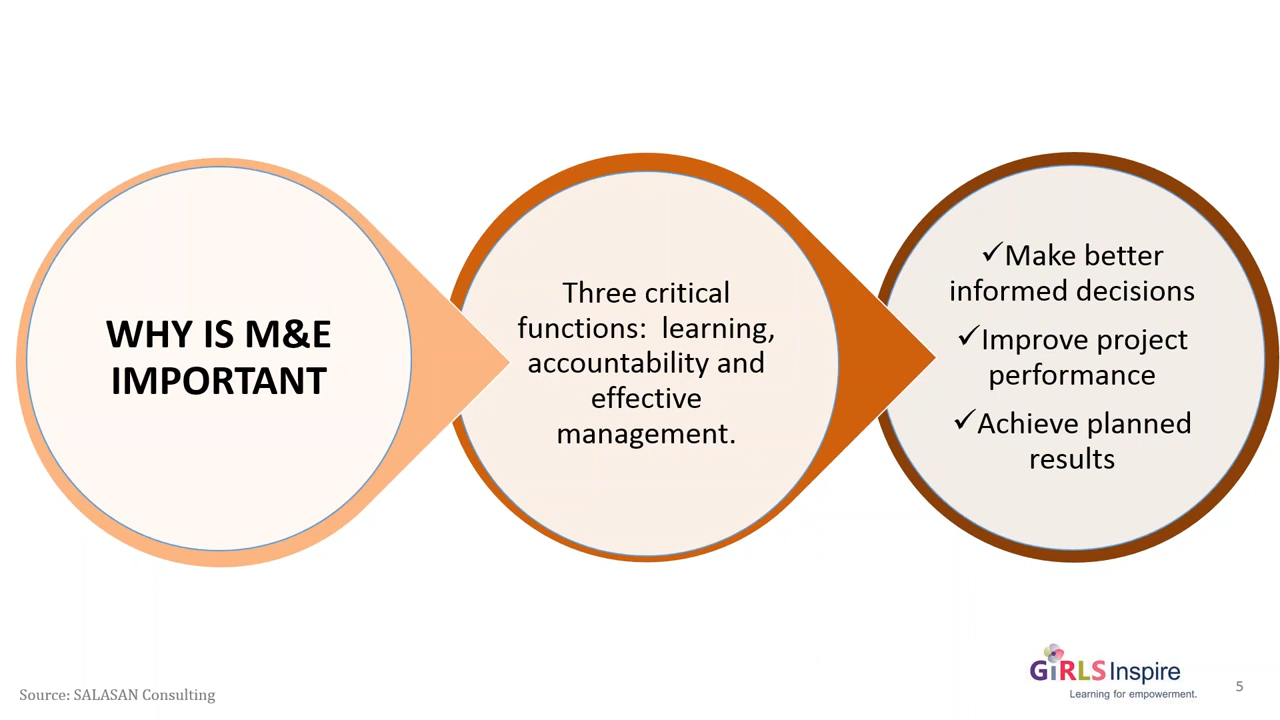 WHY IS M&E
IMPORTANT
Three critical
functions:  learning,
accountability and
effective
management.
✓Make better
informed decisions
✓Improve project
performance
✓Achieve planned
results
Source: SALASAN Consulting
GiRLS Inspire
Learning for empowerment.
5